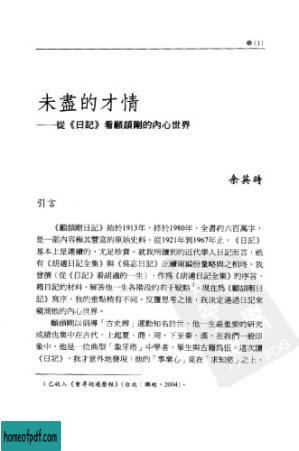 (1)
未盡的才情
——從《日記》看顧頡剛的內心世界
余英時
引言
《顧頡剛日記》始於1913年，終於1980年，全書約六百萬字，
是一部內容極其豐富的原始史料，從1921年到1967年止，《日記》
基本上是連續的，尤足珍貴。就我所讀到的近代學人日記而言，祇
有《胡適日記全集》與《吳宓日記》正續兩編份量略與之相埒。我
曾撰〈從《日記》看胡適的一生〉，作為《胡適日記全集》的序言，
藉日記的材料，解答他一生各階段的若干疑點¹。現在為《顧頡剛日
記》寫序，我的重點稍有不同。反覆思考之後，我決定通過日記來
窺測他的內心世界。
顧頡剛以倡導「古史辨」運動知名於世，他一生最重要的研究
成績也集中在古代，上起夏、商、周，下至秦、漢。在我們一般印
象中，他是一位典型「象牙塔」中學者，畢生與古籍為伍。這次讀
《日記》，我才意外地發現：他的「事業心」竟在「求知慾」之上，
1 已收入《重尋胡適歷程》（台北：聯經，2004）。
homeofpdf.com